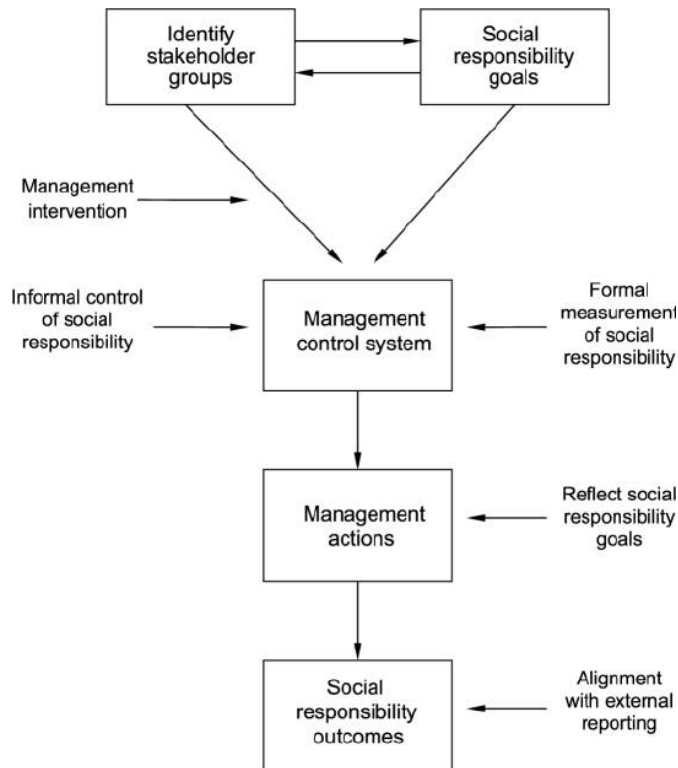 Identify
stakeholder
groups
Social
responsibility
goals
Management
intervention
Informal control
of social
responsibility
Management
control system
Formal
measurement
of social
responsibility
Management
actions
Reflect social
responsibility
goals
Social
responsibility
outcomes
Alignment
with external
reporting